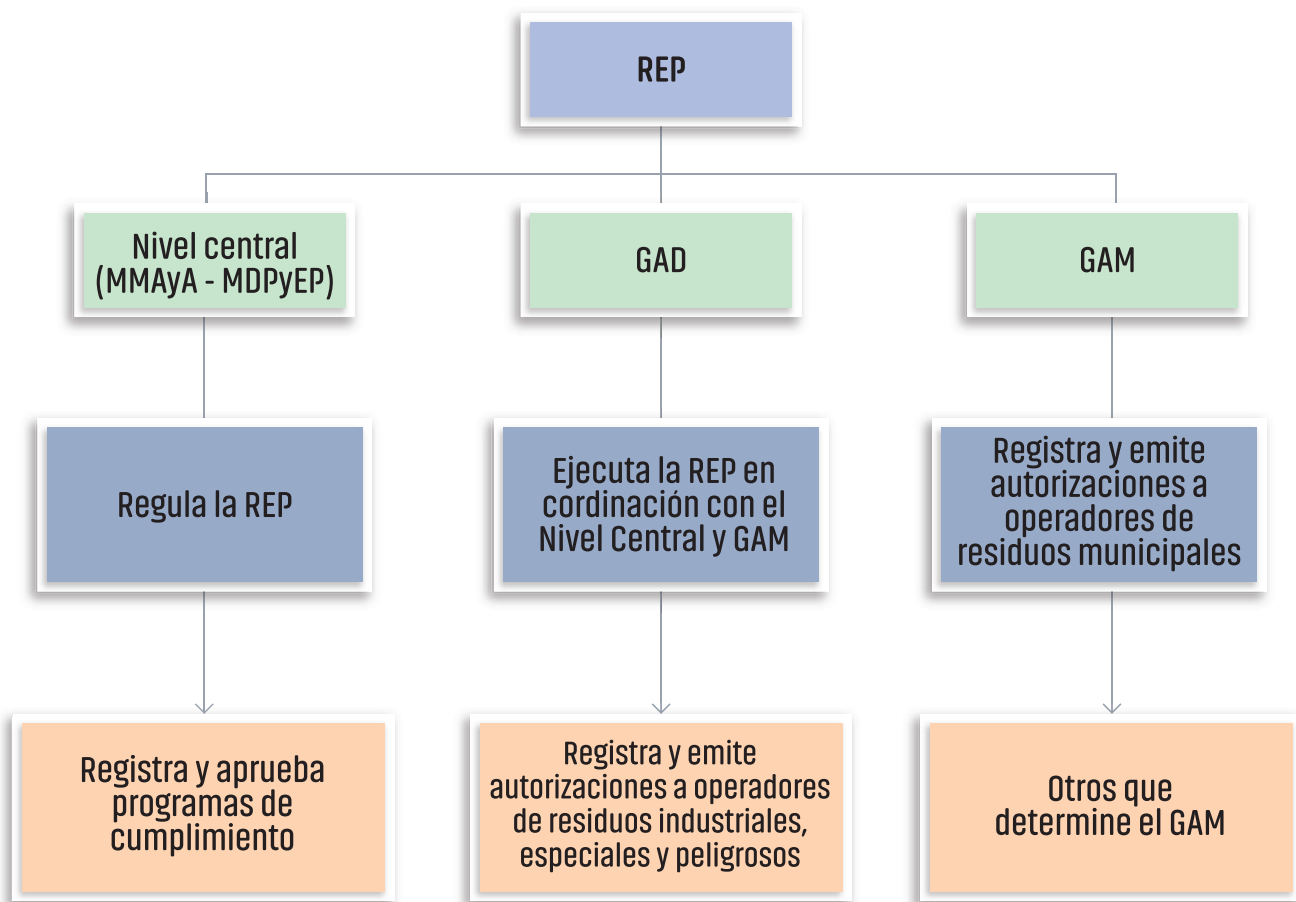 REP
Nivel central
(MMAyA - MDPyEP)
GAD
GAM
Regula la REP
Ejecuta la REP en
cordinación con el
Nivel Central y GAM
Registra y emite
autorizaciones a
operadores de
residuos municipales
Registra y aprueba
programas de
cumplimiento
Registra y emite
autorizaciones a operadores
de residuos industriales,
especiales y peligrosos
Otros que
determine el GAM